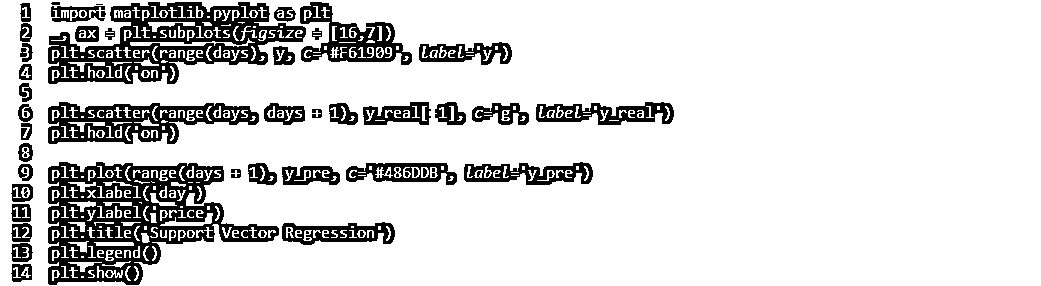 1 import matplotlib.pyplot as plt
2 _, ax = plt.subplots(figsize = [16,7])
3 plt.scatter(range(days), y, c='#F61909', label='y')
4 plt.hold('on')
5
6 plt.scatter(range(days, days + 1), y_real[-1], c='g', label='y_real')
7 plt.hold('on')
8
9 plt.plot(range(days + 1), y_pre, c='#486DDB', label='y_pre')
10 plt.xlabel('day')
11 plt.ylabel('price')
12 plt.title('Support Vector Regression')
13 plt.legend()
14 plt.show()